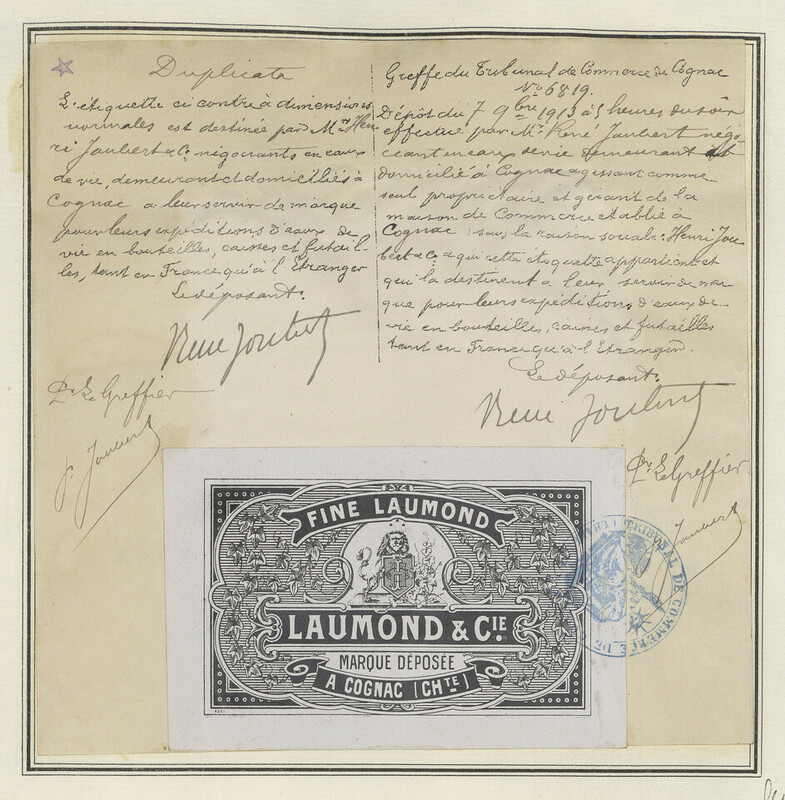 Duplicata
L'étiquette ci contre à dimensions
normales est destinée par Mrs Hen
ri Joubert & Co, négociants en eaux
de vie, demeurant et domiciliés à
Cognac à leur servir de marque
pour leurs expéditions d'eaux de
vie en bouteilles, caisses et futail
les, tant en France qu'à l'Etranger
Le déposant:
René Joubert
Pr Le Greffier
Greffe du Tribunal de Commerce de Cognac
No 6819.
Dépôt du 7 9bre 1913 à 5 heures du soir
effectué par Mr René Joubert négo
ciant en eaux de vie demeurant et
domicilié à Cognac agissant comme
seul propriétaire et gérant de la
maison de Commerce établie à
Cognac sous la raison sociale: Henri Jou
bert & Co à qui cette étiquette appartient et
qui la destinent à leur servir de mar
que pour leurs expéditions d'eaux de
vie en bouteilles, caisses et futailles
tant en France qu'à l'Etranger.
Le déposant:
René Joubert
Pr Le Greffier
FINE LAUMOND
LAUMOND & CIE.
MARQUE DÉPOSÉE
A COGNAC (CHTE)
TRIBUNAL DE COMMERCE DE